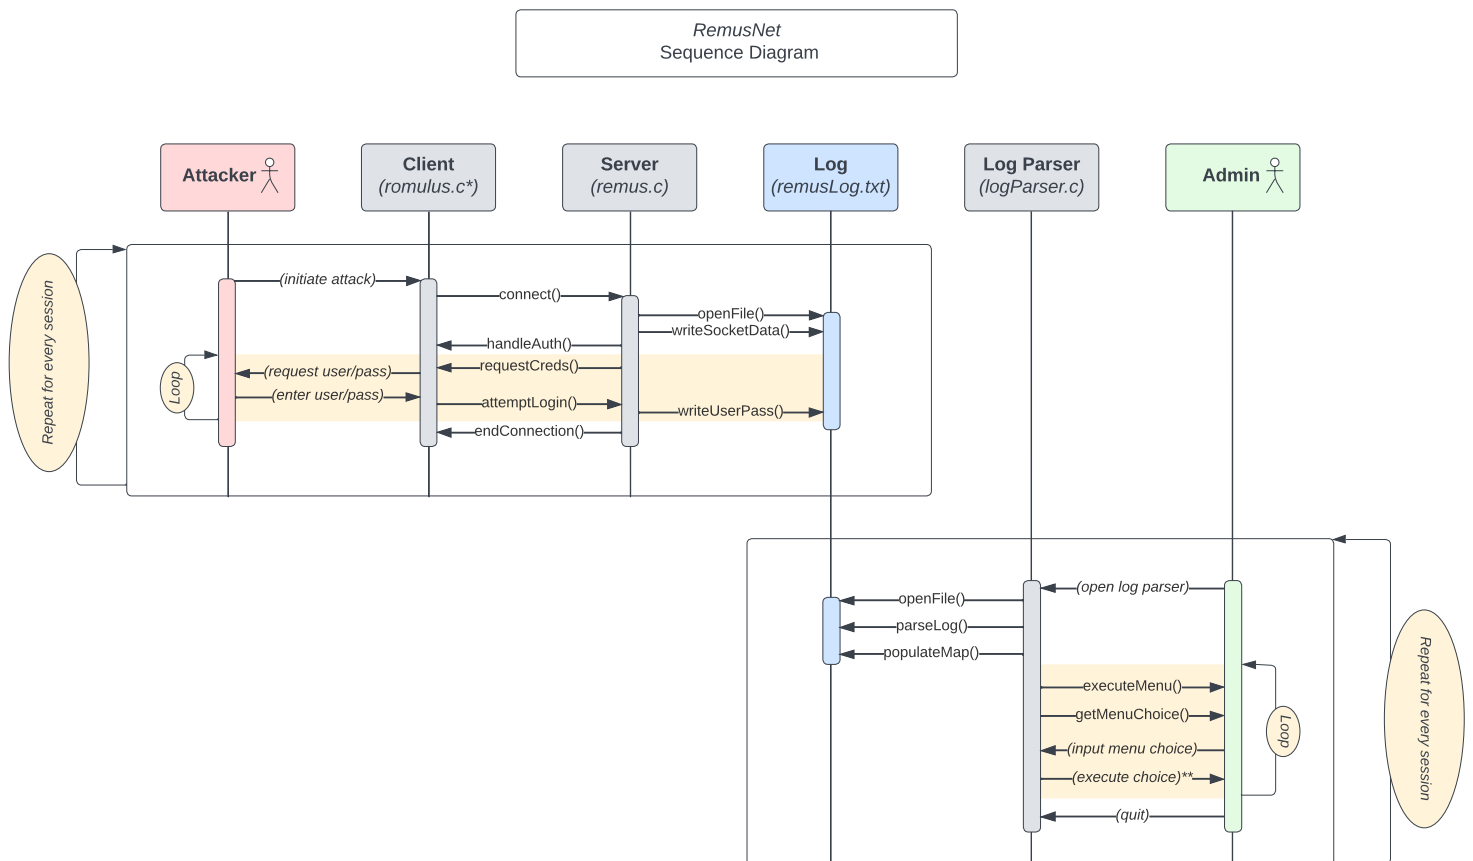 RemusNet
Sequence Diagram
Attacker
Client
(romulus.c*)
Server
(remus.c)
Log
(remusLog.txt)
Log Parser
(logParser.c)
Admin
Repeat for every session
(initiate attack)
connect()
openFile()
writeSocketData()
handleAuth()
requestCreds()
Loop
(request user/pass)
(enter user/pass)
attemptLogin()
writeUserPass()
endConnection()
(open log parser)
openFile()
parseLog()
populateMap()
executeMenu()
getMenuChoice()
(input menu choice)
(execute choice)**
Loop
(quit)
Repeat for every session